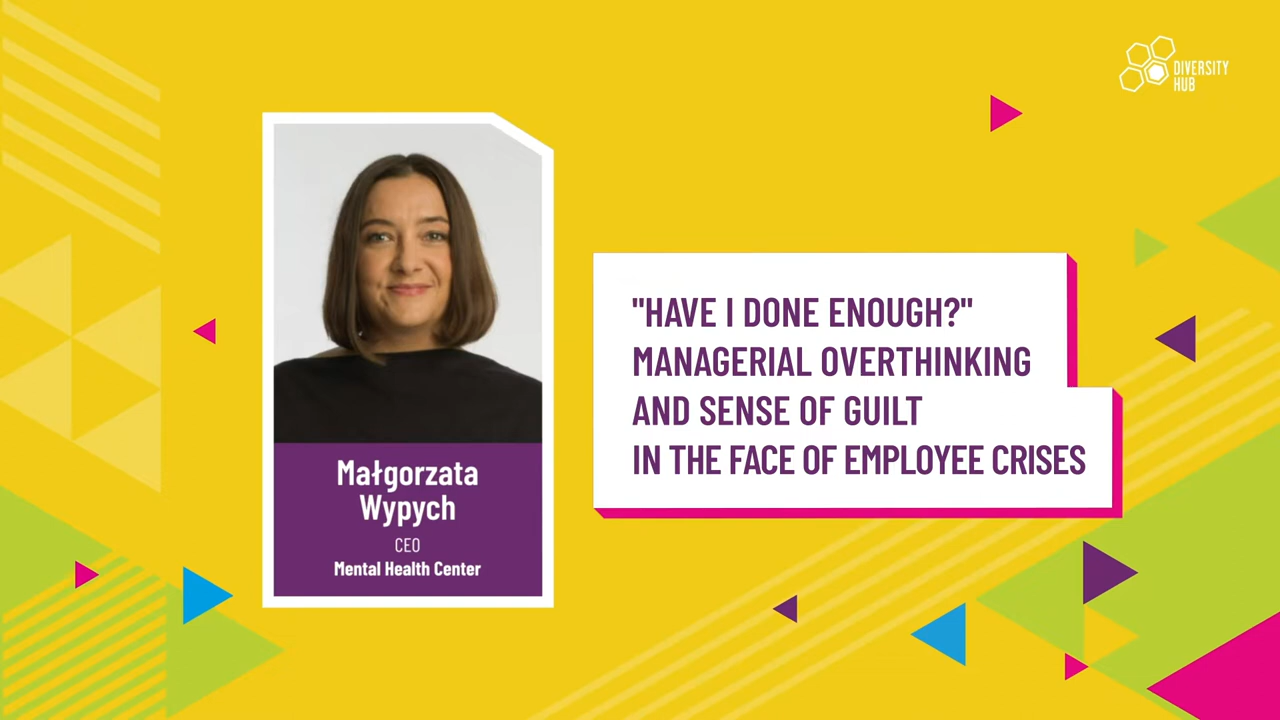 DIVERSITY
HUB
Małgorzata
Wypych
CEO
Mental Health Center
"HAVE I DONE ENOUGH?"
MANAGERIAL OVERTHINKING
AND SENSE OF GUILT
IN THE FACE OF EMPLOYEE CRISES